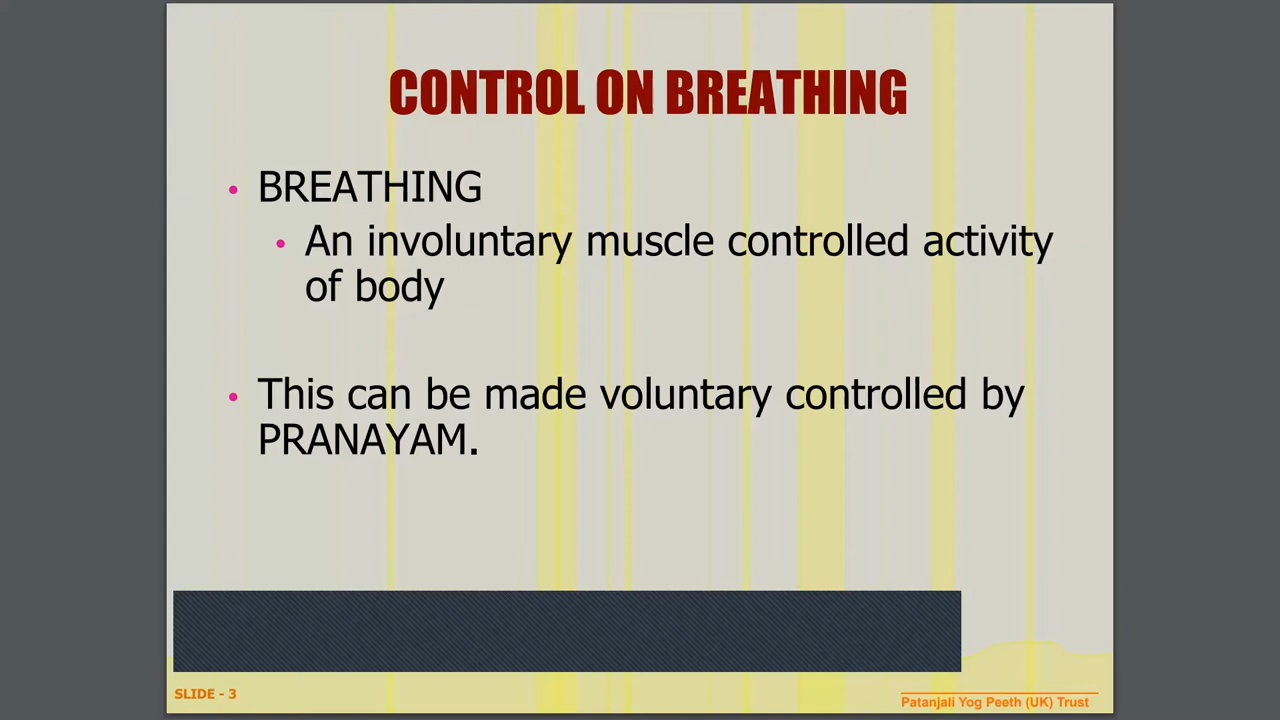 CONTROL ON BREATHING
• BREATHING
• An involuntary muscle controlled activity
of body
• This can be made voluntary controlled by
PRANAYAM.
SLIDE - 3
Patanjali Yog Peeth (UK) Trust